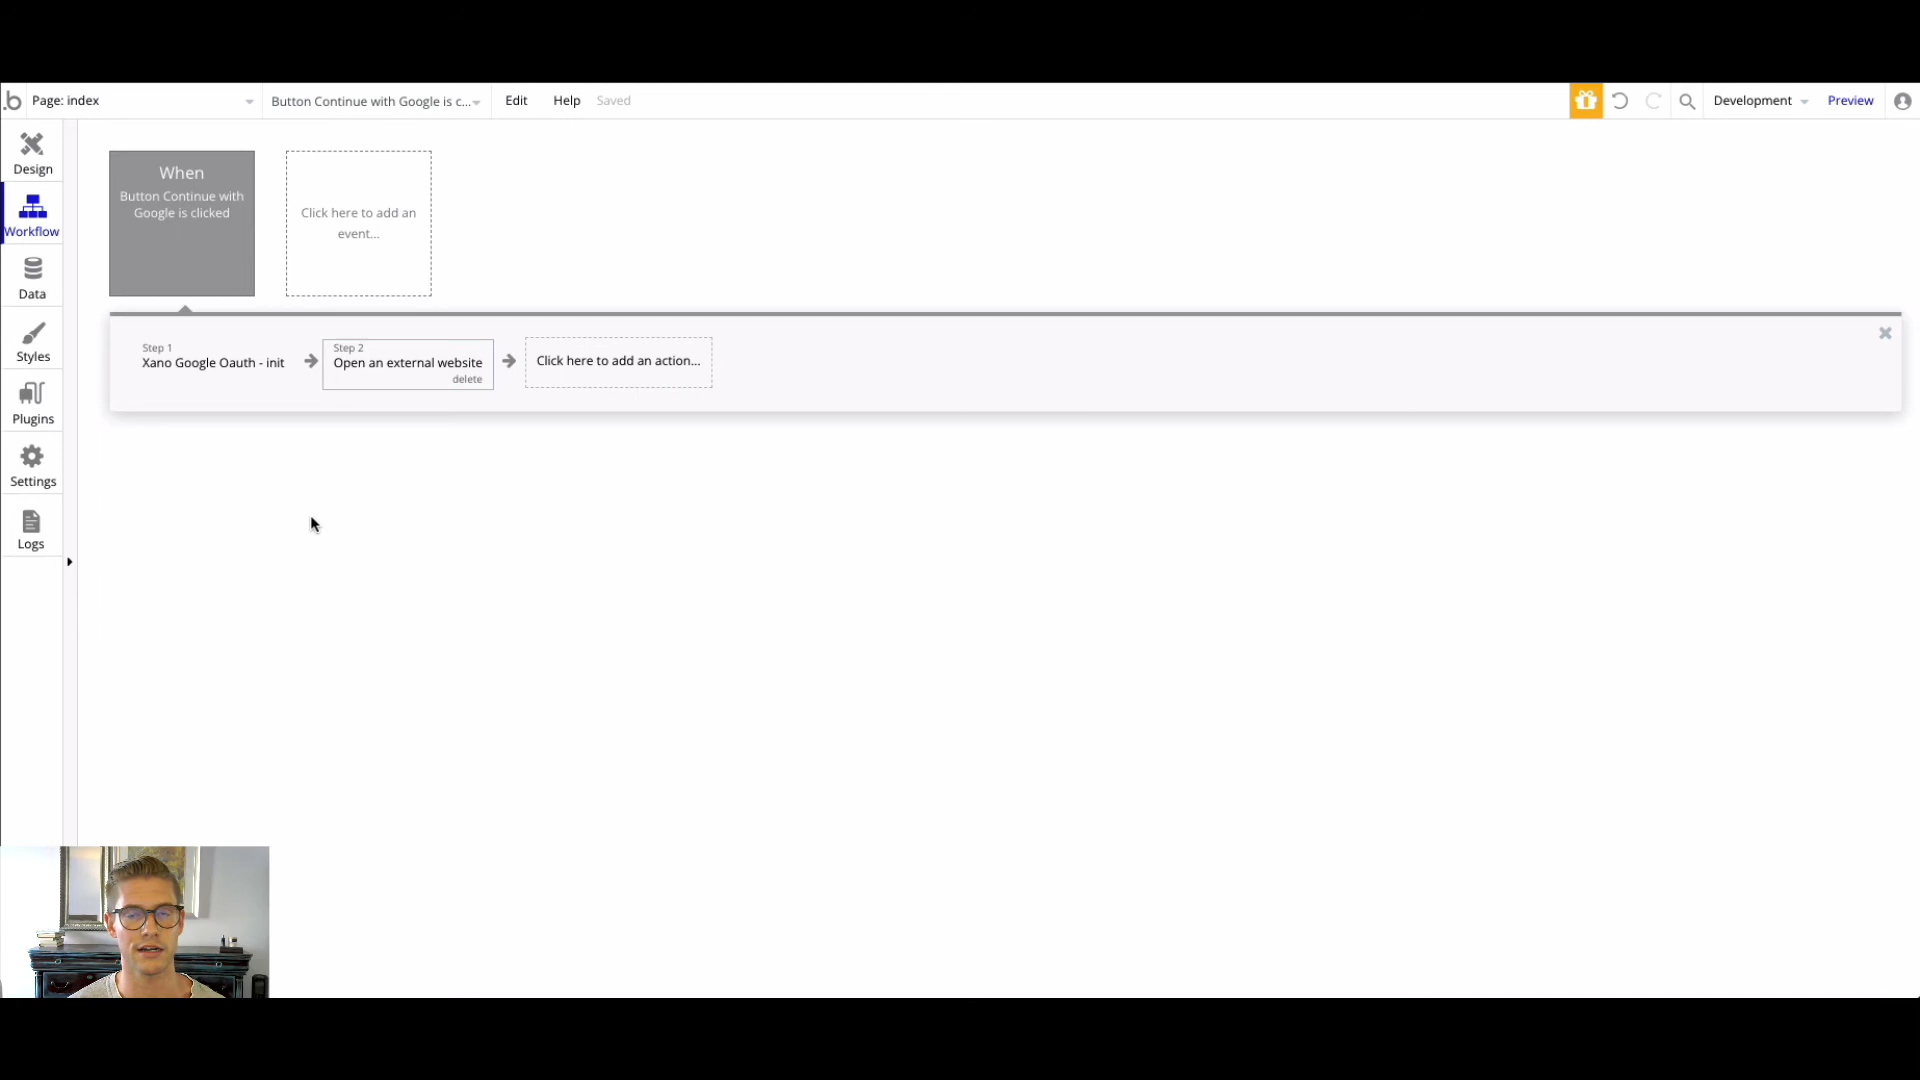 .b Page: index
Button Continue with Google is c...
Edit
Help
Saved
Development
Preview
Design
Workflow
Data
Styles
Plugins
Settings
Logs
When
Button Continue with
Google is clicked
Click here to add an
event...
Step 1
Xano Google Oauth - init
Step 2
Open an external website
delete
Click here to add an action...